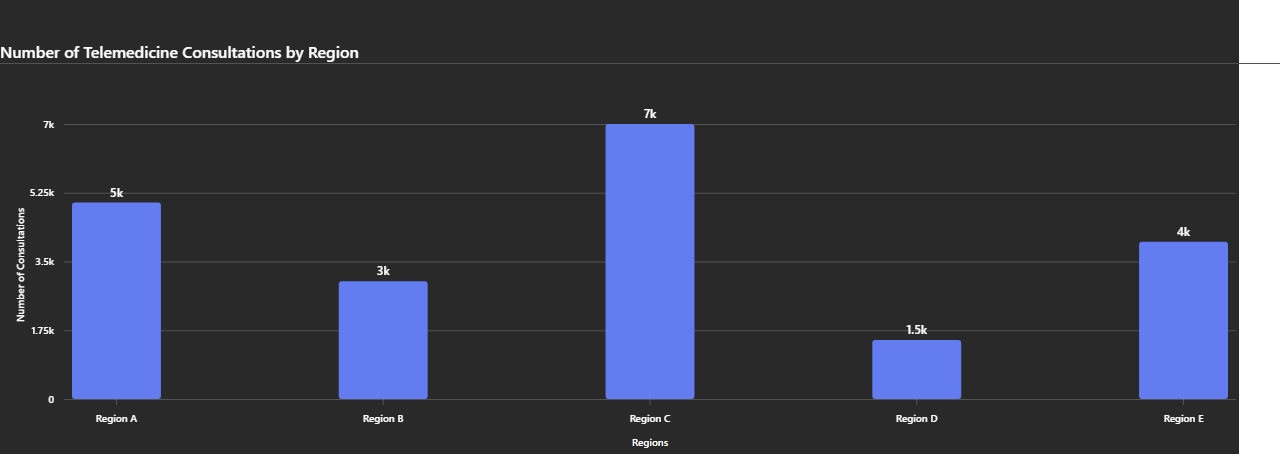 Number of Telemedicine Consultations by Region
7k
7k
5.25k
5k
4k
3.5k
3k
1.75k
1.5k
0
Number of Consultations
Region A
Region B
Region C
Region D
Region E
Regions